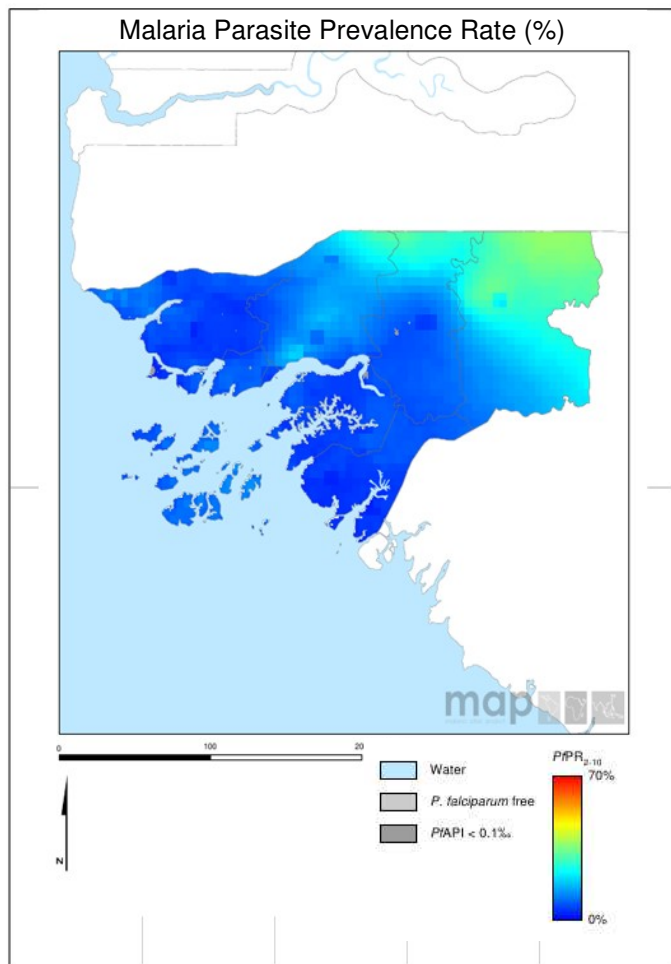 Malaria Parasite Prevalence Rate (%)
map
0 100 20
Water
P. falciparum free
PfAPI < 0.1‰
PfPR2-10
70%
0%
N